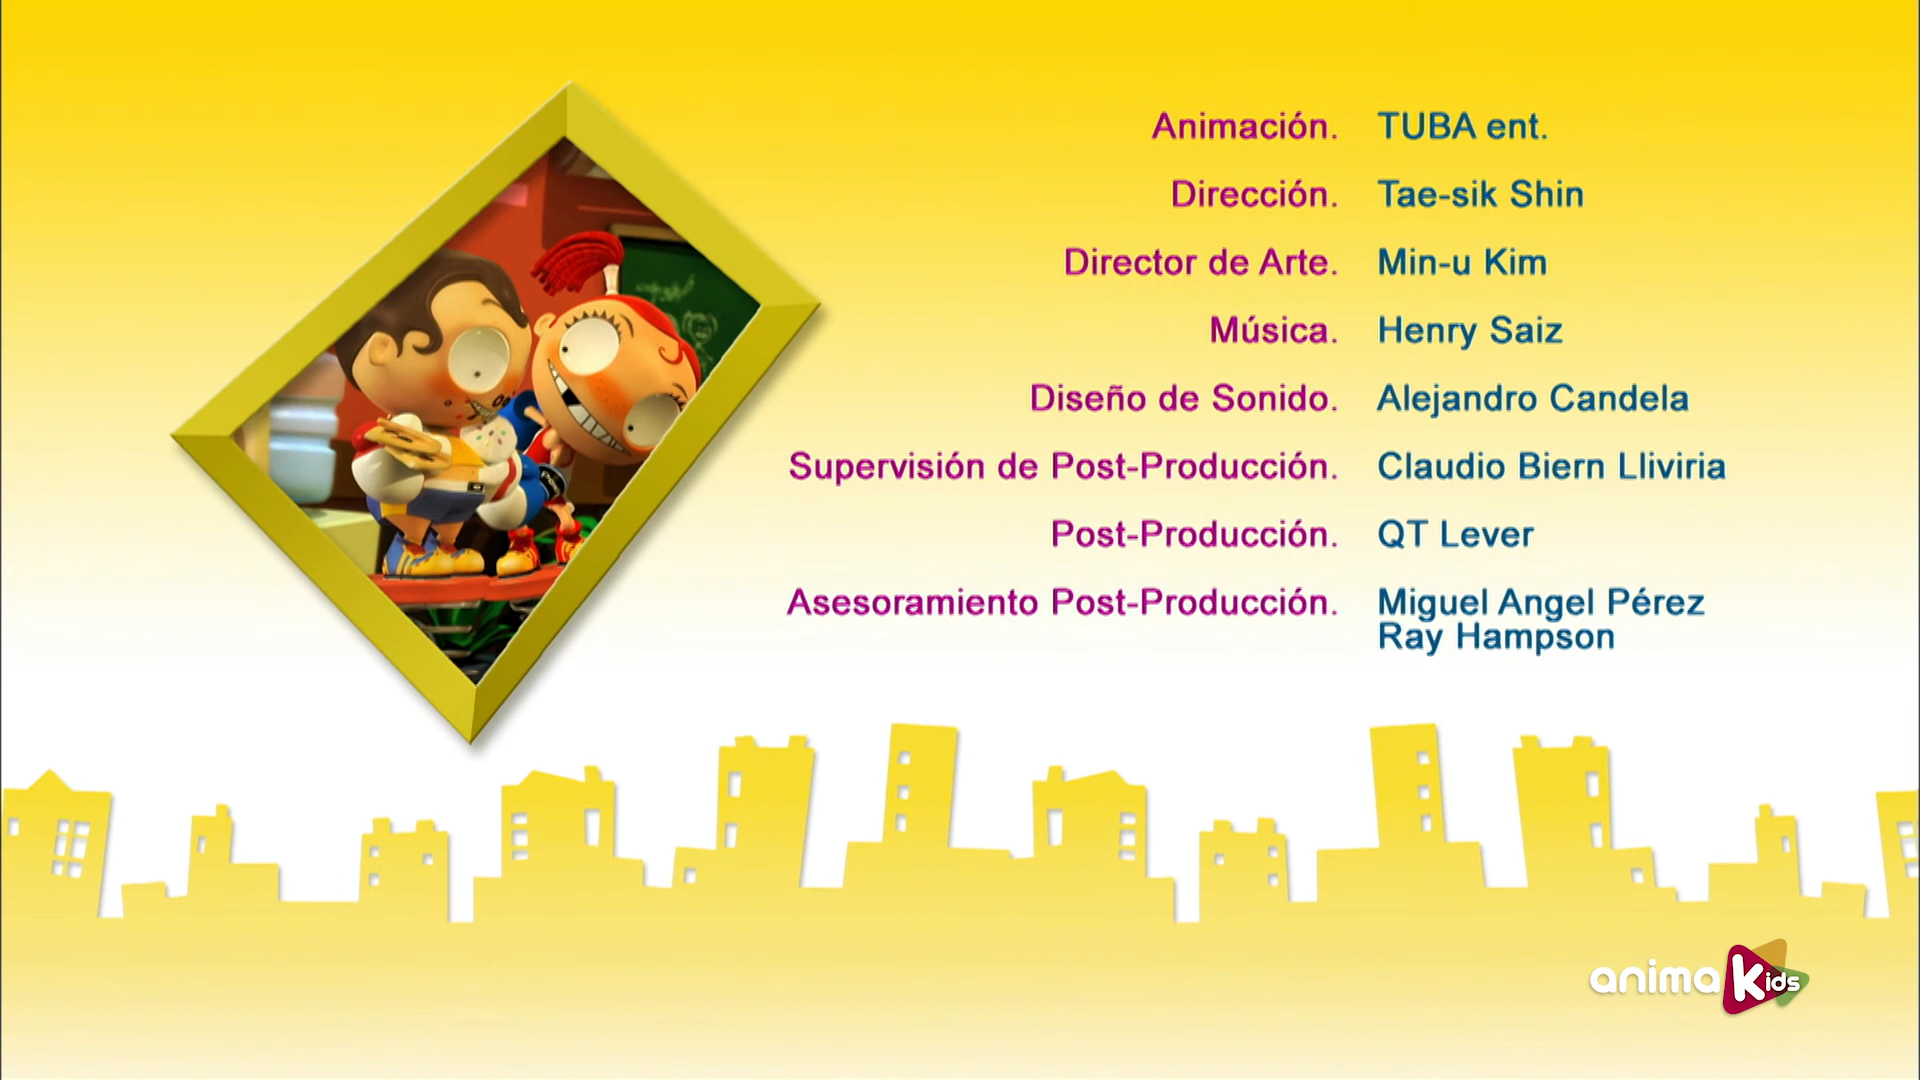 Animación. TUBA ent.
Dirección. Tae-sik Shin
Director de Arte. Min-u Kim
Música. Henry Saiz
Diseño de Sonido. Alejandro Candela
Supervisión de Post-Producción. Claudio Biern Lliviria
Post-Producción. QT Lever
Asesoramiento Post-Producción. Miguel Angel Pérez
Ray Hampson
anima Kids